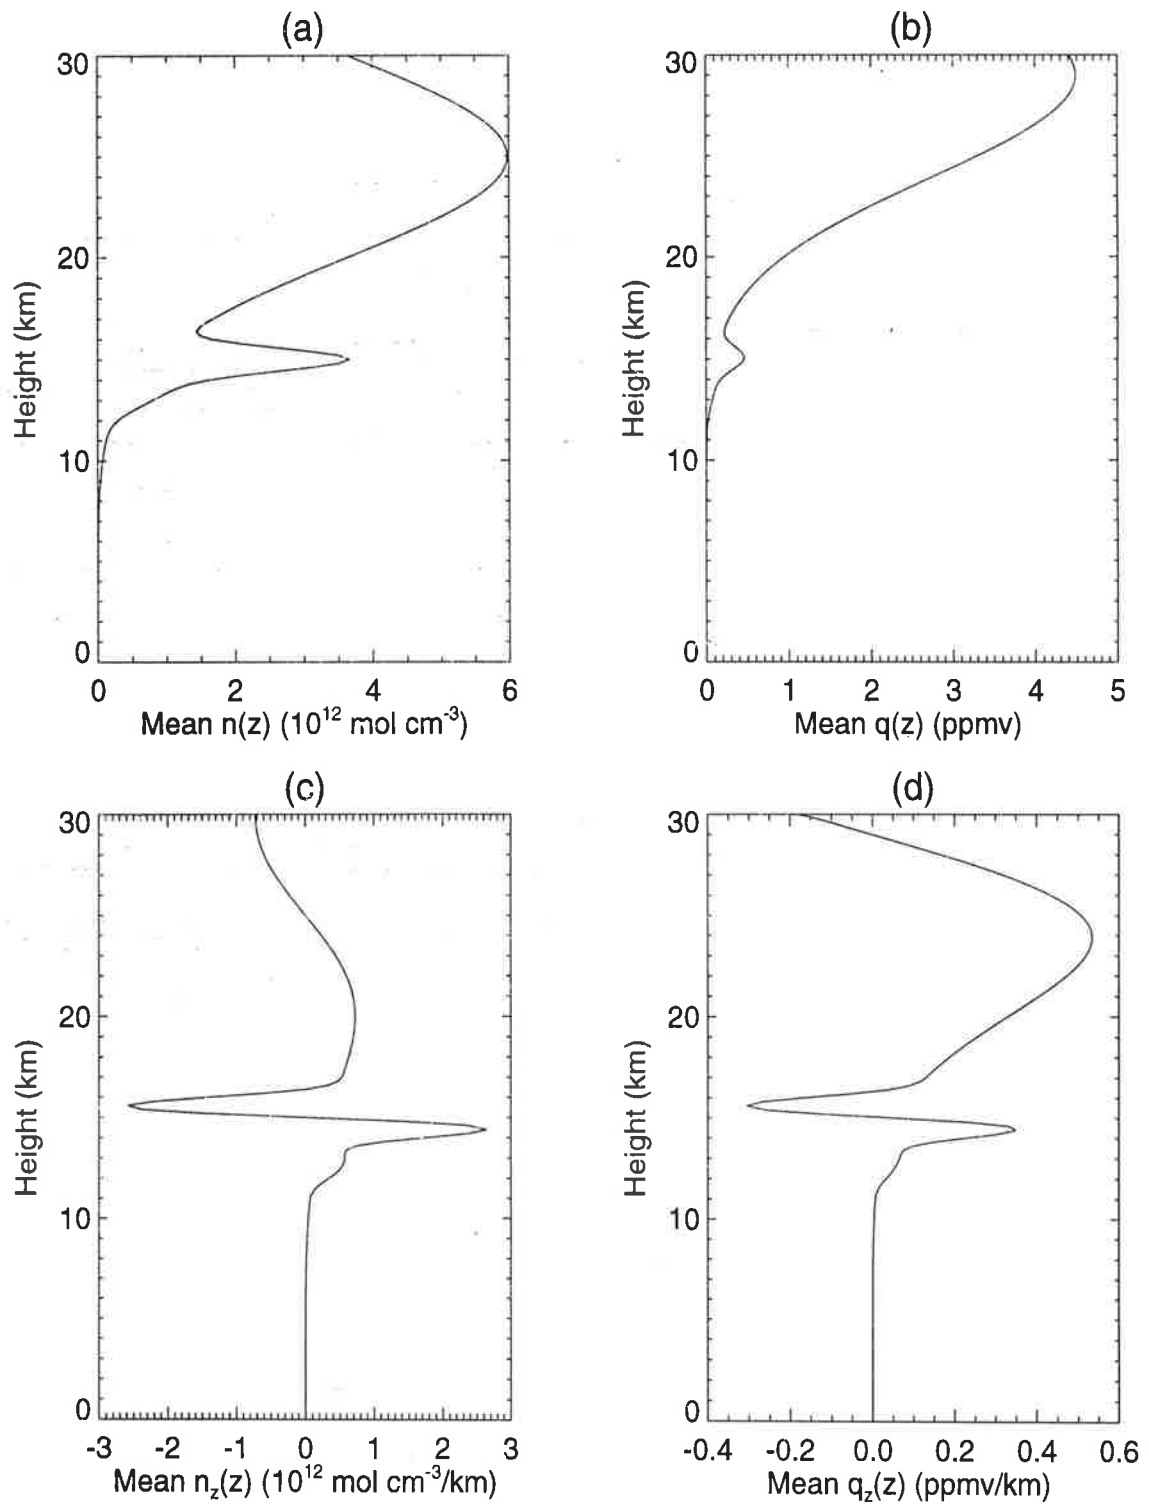 (a)
30
20
10
0
Height (km)
0 2 4 6
Mean n(z) (10¹² mol cm⁻³)
(b)
30
20
10
0
Height (km)
0 1 2 3 4 5
Mean q(z) (ppmv)
(c)
30
20
10
0
Height (km)
-3 -2 -1 0 1 2 3
Mean n_z(z) (10¹² mol cm⁻³/km)
(d)
30
20
10
0
Height (km)
-0.4 -0.2 0.0 0.2 0.4 0.6
Mean q_z(z) (ppmv/km)